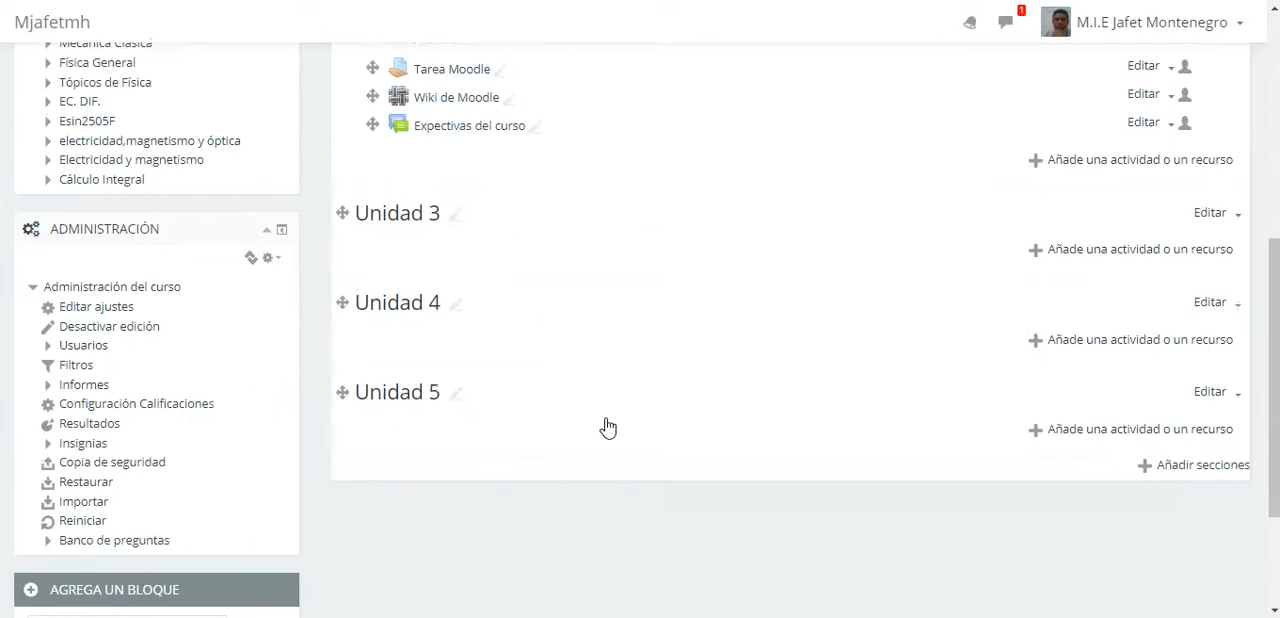 Mjafetmh
1
M.I.E Jafet Montenegro
Mecánica Clásica
Física General
Tópicos de Física
EC. DIF.
Esin2505F
electricidad,magnetismo y óptica
Electricidad y magnetismo
Cálculo Integral
ADMINISTRACIÓN
Administración del curso
Editar ajustes
Desactivar edición
Usuarios
Filtros
Informes
Configuración Calificaciones
Resultados
Insignias
Copia de seguridad
Restaurar
Importar
Reiniciar
Banco de preguntas
AGREGA UN BLOQUE
Tarea Moodle Editar
Wiki de Moodle Editar
Expectivas del curso Editar
Añade una actividad o un recurso
Unidad 3 Editar
Añade una actividad o un recurso
Unidad 4 Editar
Añade una actividad o un recurso
Unidad 5 Editar
Añade una actividad o un recurso
Añadir secciones